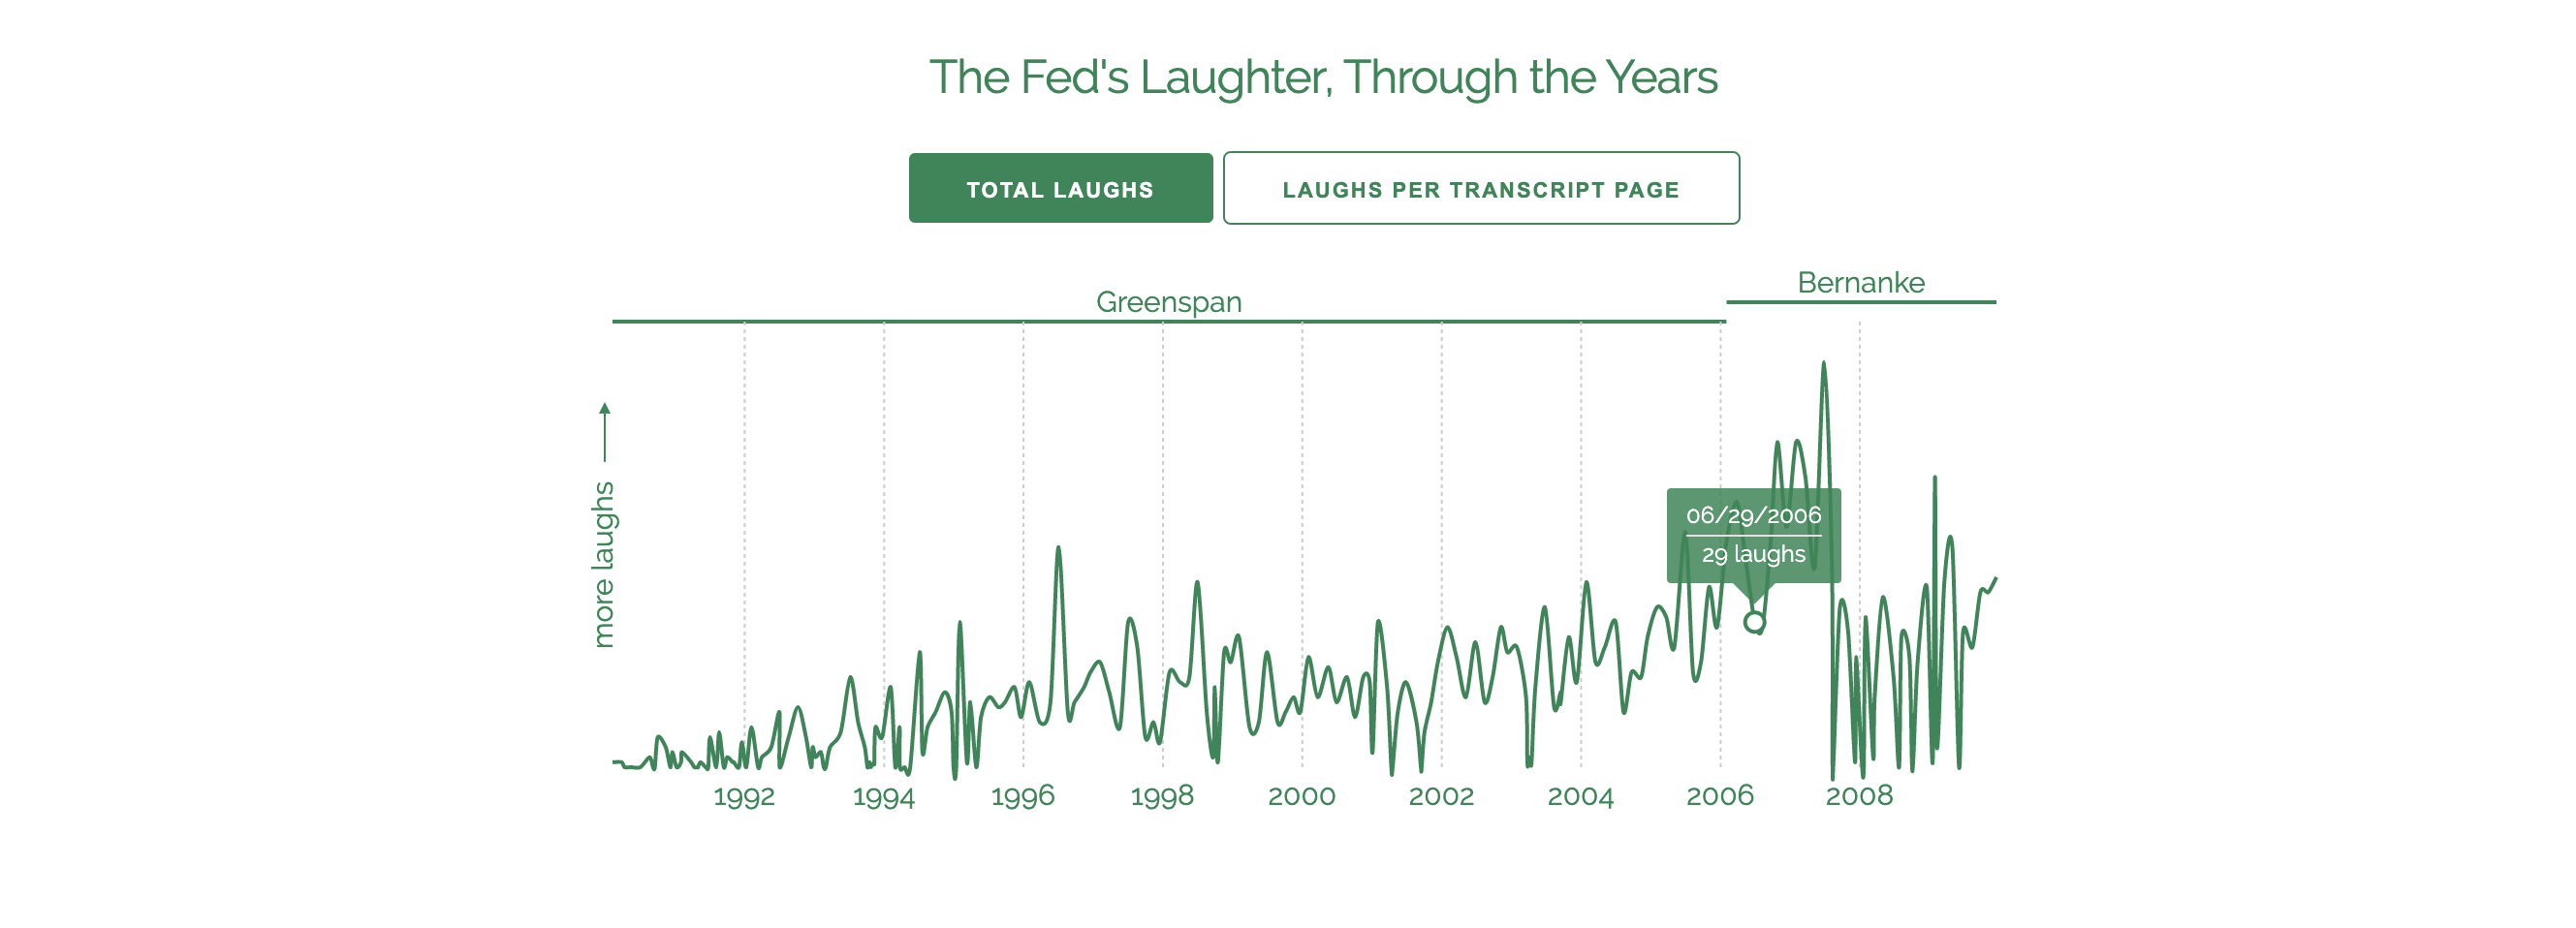 The Fed's Laughter, Through the Years
TOTAL LAUGHS
LAUGHS PER TRANSCRIPT PAGE
Bernanke
Greenspan
more laughs
06/29/2006
29 laughs
1992
1994
1996
1998
2000
2002
2004
2006
2008